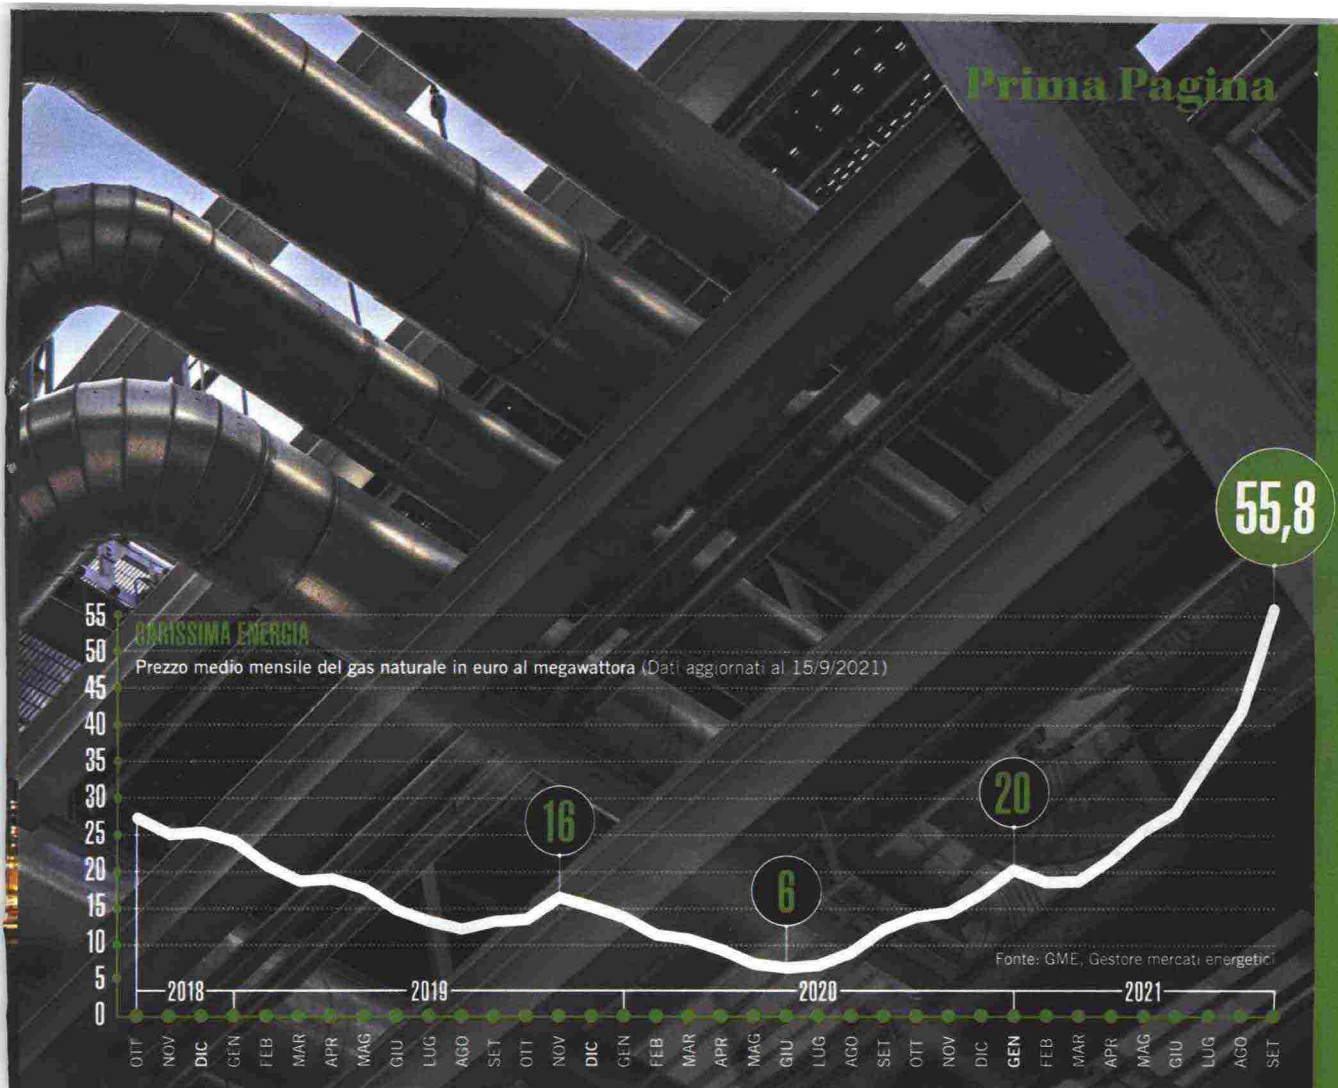 Prima Pagina
55,8
CARISSIMA ENERGIA
Prezzo medio mensile del gas naturale in euro al megawattora (Dati aggiornati al 15/9/2021)
55
50
45
40
35
30
25
20
15
10
5
0
16
6
20
Fonte: GME, Gestore mercati energetici
2018 2019 2020 2021
OTT NOV DIC GEN FEB MAR APR MAG GIU LUG AGO SET OTT NOV DIC GEN FEB MAR APR MAG GIU LUG AGO SET OTT NOV DIC GEN FEB MAR APR MAG GIU LUG AGO SET